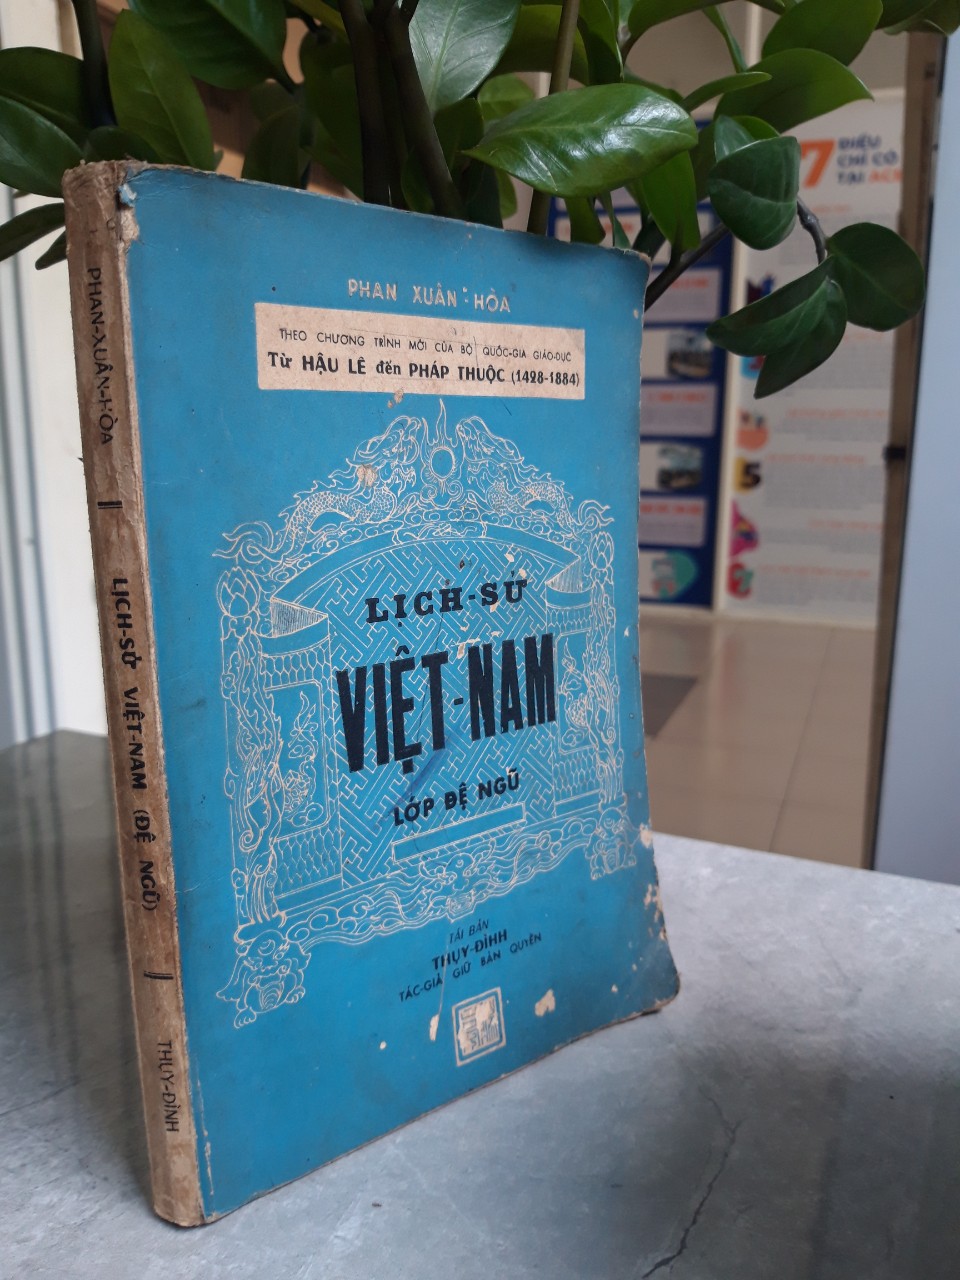 PHAN XUÂN HÒA
THEO CHƯƠNG TRÌNH MỚI CỦA BỘ QUỐC-GIA GIÁO-DỤC
TỪ HẬU LÊ đến PHÁP THUỘC (1428-1884)
LỊCH-SỬ
VIỆT-NAM
LỚP ĐỆ NGŨ
TÁI BẢN
THỤY-ĐÌNH
TÁC-GIẢ GIỮ BẢN QUYỀN
PHAN-XUÂN-HÒA
LỊCH-SỬ VIỆT-NAM (ĐỆ NGŨ)
THỤY-ĐÌNH
7 ĐIỀU
CHỈ CÓ
TẠI
5